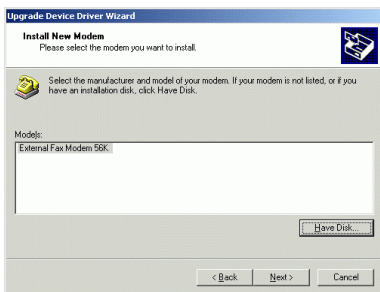 Upgrade Device Driver Wizard
Install New Modem
Please select the modem you want to install.
Select the manufacturer and model of your modem. If your modem is not listed, or if you
have an installation disk, click Have Disk.
Models:
External Fax Modem 56K
Have Disk...
< Back
Next >
Cancel